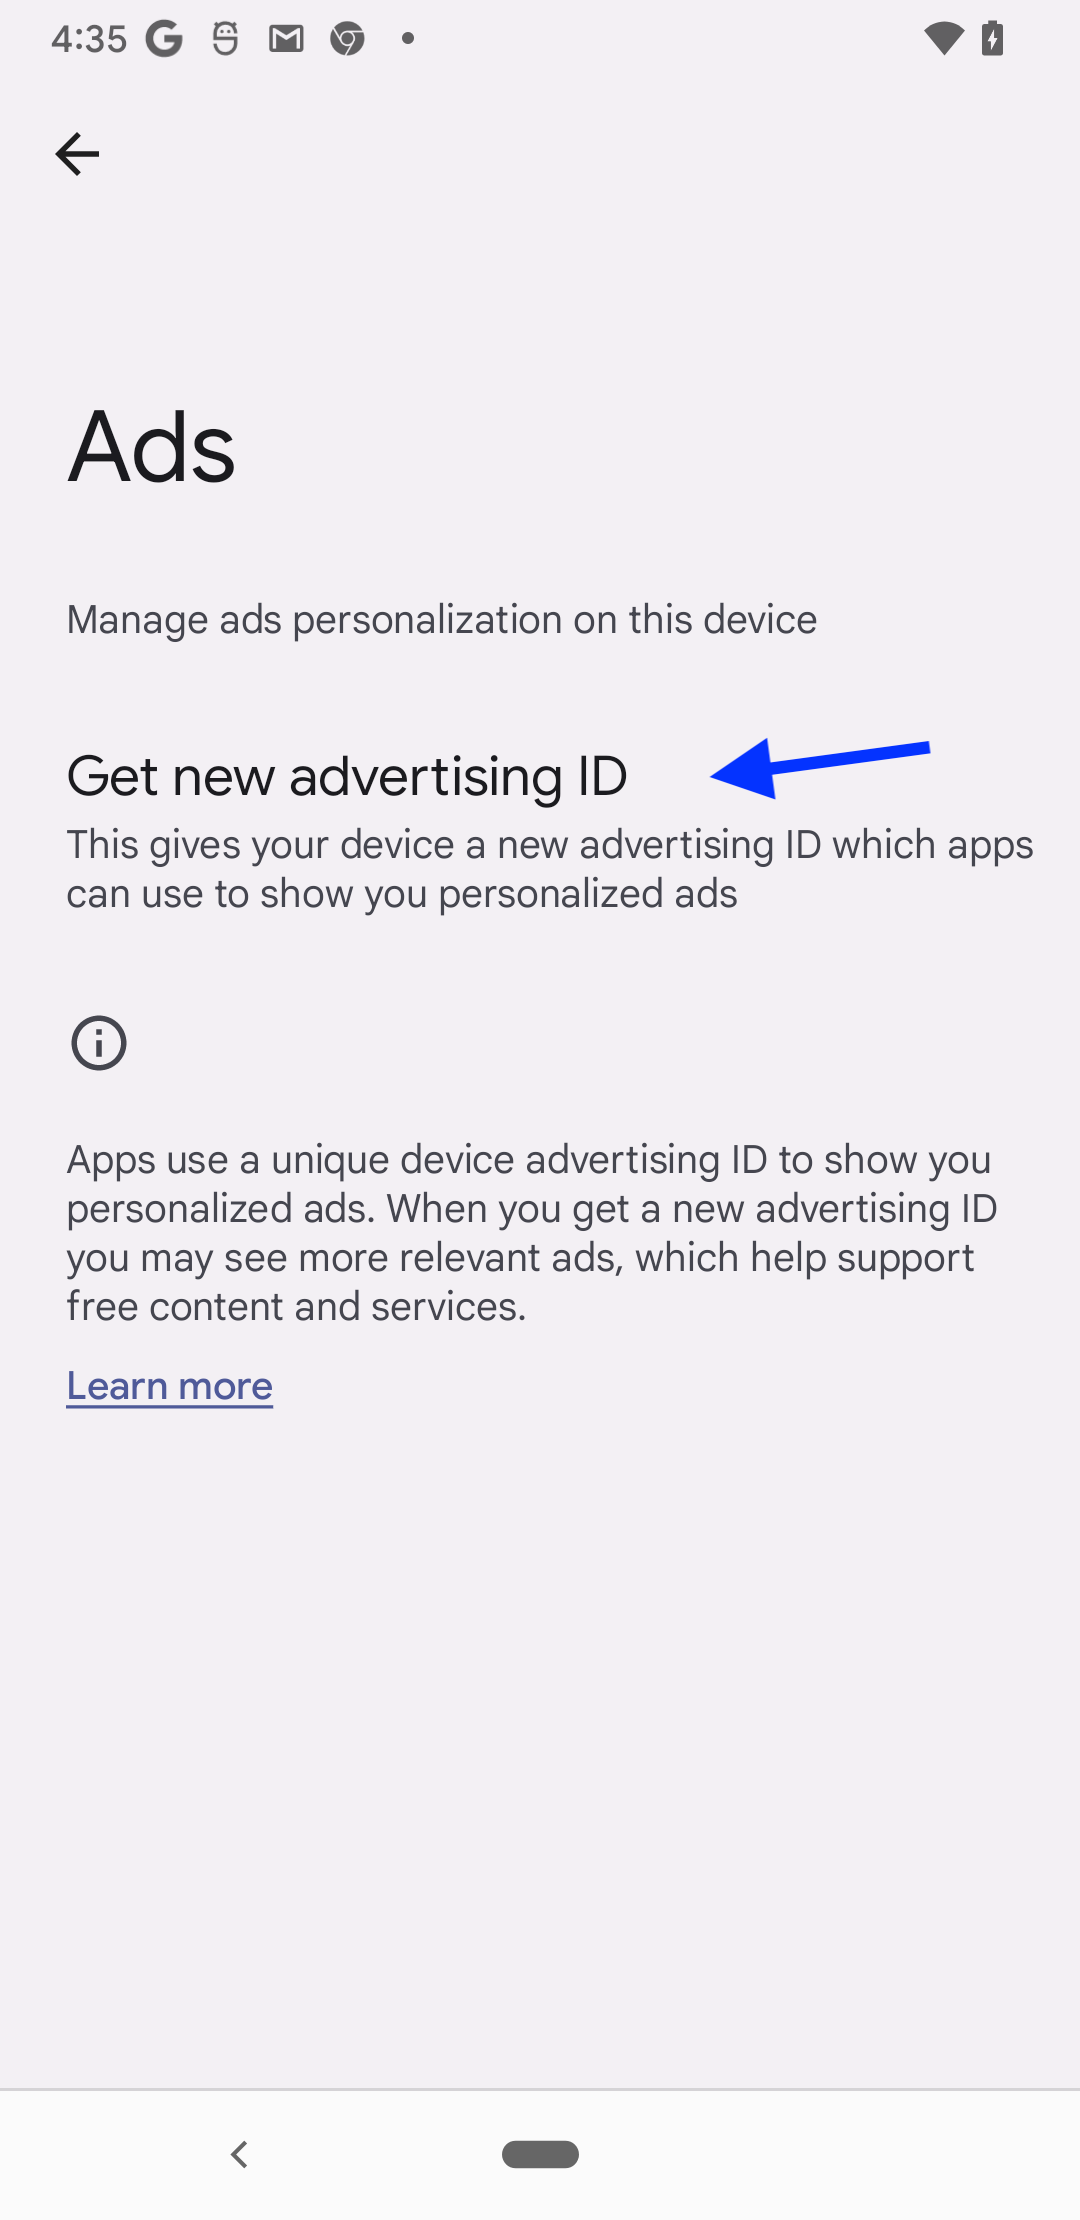 4:35
Ads
Manage ads personalization on this device
Get new advertising ID
This gives your device a new advertising ID which apps
can use to show you personalized ads
Apps use a unique device advertising ID to show you
personalized ads. When you get a new advertising ID
you may see more relevant ads, which help support
free content and services.
Learn more